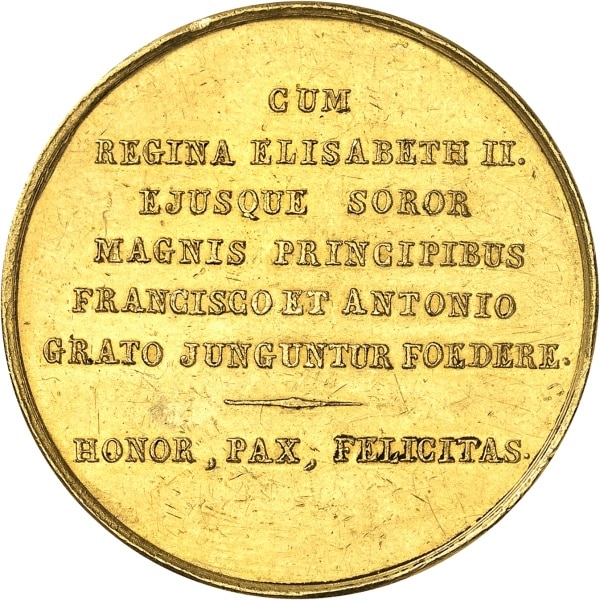 CUM
REGINA ELISABETH II.
EJUSQUE SOROR
MAGNIS PRINCIPIBUS
FRANCISCO ET ANTONIO
GRATO JUNGUNTUR FOEDERE.
HONOR, PAX, FELICITAS.